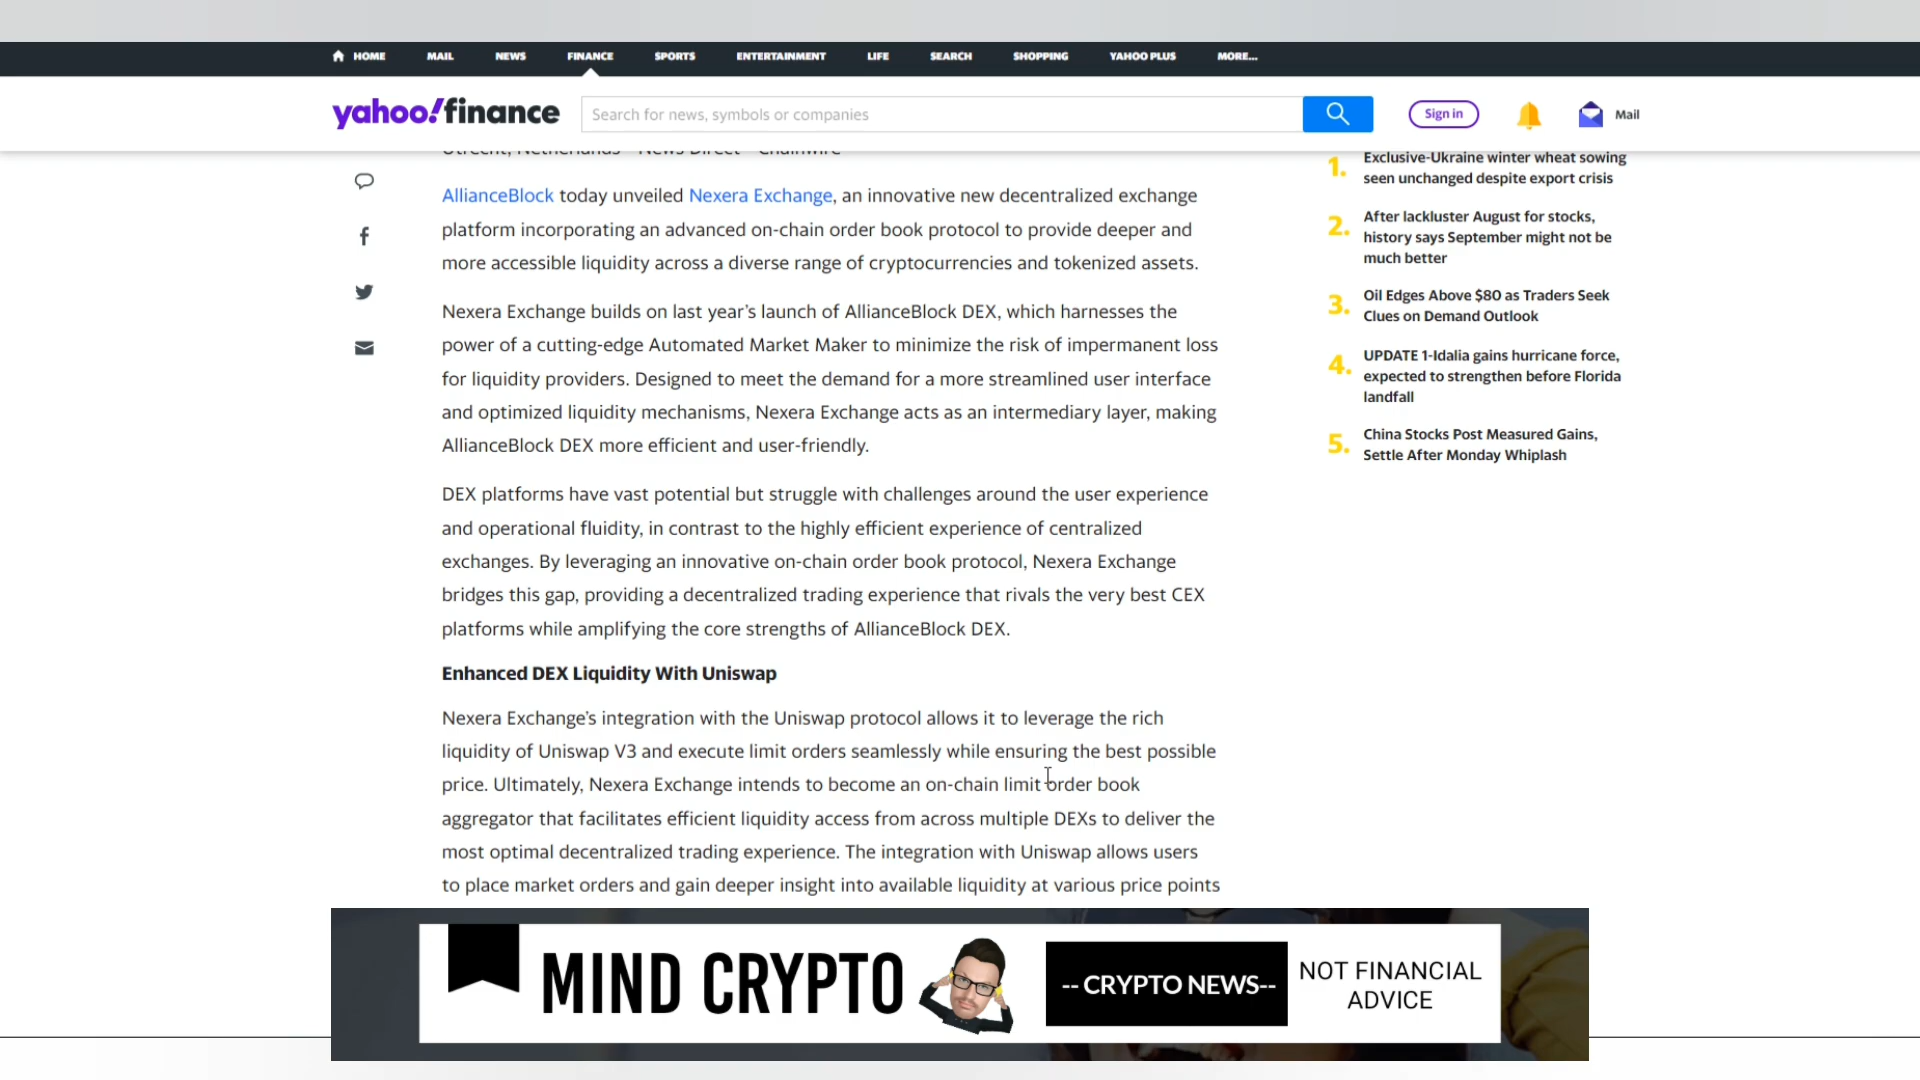 HOME MAIL NEWS FINANCE SPORTS ENTERTAINMENT LIFE SEARCH SHOPPING YAHOO PLUS MORE...
yahoo!finance
Search for news, symbols or companies
Sign in
Mail
Utrecht, Netherlands - News Direct - Chainwire
AllianceBlock today unveiled Nexera Exchange, an innovative new decentralized exchange
platform incorporating an advanced on-chain order book protocol to provide deeper and
more accessible liquidity across a diverse range of cryptocurrencies and tokenized assets.
Nexera Exchange builds on last year's launch of AllianceBlock DEX, which harnesses the
power of a cutting-edge Automated Market Maker to minimize the risk of impermanent loss
for liquidity providers. Designed to meet the demand for a more streamlined user interface
and optimized liquidity mechanisms, Nexera Exchange acts as an intermediary layer, making
AllianceBlock DEX more efficient and user-friendly.
DEX platforms have vast potential but struggle with challenges around the user experience
and operational fluidity, in contrast to the highly efficient experience of centralized
exchanges. By leveraging an innovative on-chain order book protocol, Nexera Exchange
bridges this gap, providing a decentralized trading experience that rivals the very best CEX
platforms while amplifying the core strengths of AllianceBlock DEX.
Enhanced DEX Liquidity With Uniswap
Nexera Exchange's integration with the Uniswap protocol allows it to leverage the rich
liquidity of Uniswap V3 and execute limit orders seamlessly while ensuring the best possible
price. Ultimately, Nexera Exchange intends to become an on-chain limit order book
aggregator that facilitates efficient liquidity access from across multiple DEXs to deliver the
most optimal decentralized trading experience. The integration with Uniswap allows users
to place market orders and gain deeper insight into available liquidity at various price points
1. Exclusive-Ukraine winter wheat sowing
seen unchanged despite export crisis
2. After lackluster August for stocks,
history says September might not be
much better
3. Oil Edges Above $80 as Traders Seek
Clues on Demand Outlook
4. UPDATE 1-Idalia gains hurricane force,
expected to strengthen before Florida
landfall
5. China Stocks Post Measured Gains,
Settle After Monday Whiplash
MIND CRYPTO
-- CRYPTO NEWS--
NOT FINANCIAL
ADVICE